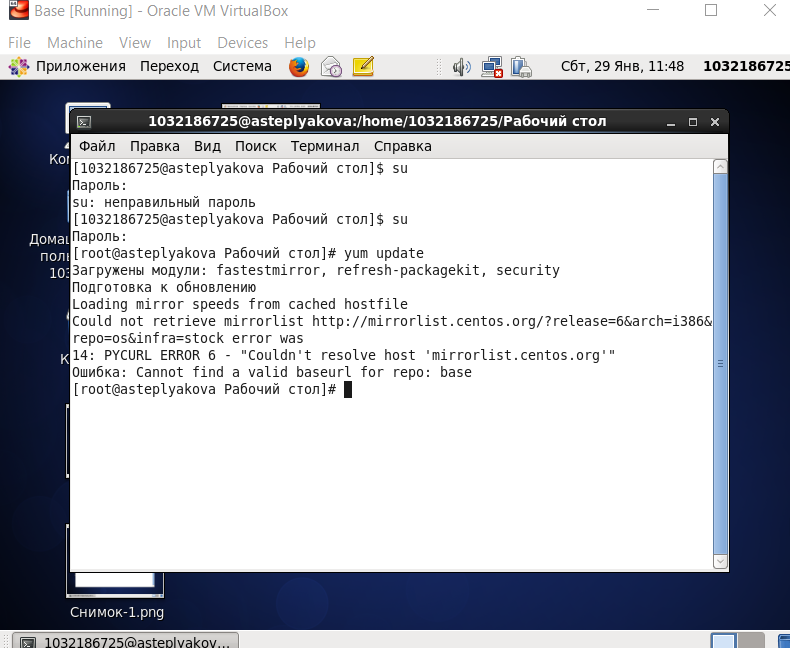 Base [Running] - Oracle VM VirtualBox
File Machine View Input Devices Help
Приложения Переход Система Сбт, 29 Янв, 11:48 1032186725
1032186725@asteplyakova:/home/1032186725/Рабочий стол
Файл Правка Вид Поиск Терминал Справка
[1032186725@asteplyakova Рабочий стол]$ su
Пароль:
su: неправильный пароль
[1032186725@asteplyakova Рабочий стол]$ su
Пароль:
[root@asteplyakova Рабочий стол]# yum update
Загружены модули: fastestmirror, refresh-packagekit, security
Подготовка к обновлению
Loading mirror speeds from cached hostfile
Could not retrieve mirrorlist http://mirrorlist.centos.org/?release=6&arch=i386&
repo=os&infra=stock error was
14: PYCURL ERROR 6 - "Couldn't resolve host 'mirrorlist.centos.org'"
Ошибка: Cannot find a valid baseurl for repo: base
[root@asteplyakova Рабочий стол]#
Снимок-1.png
1032186725@asteplyakov...